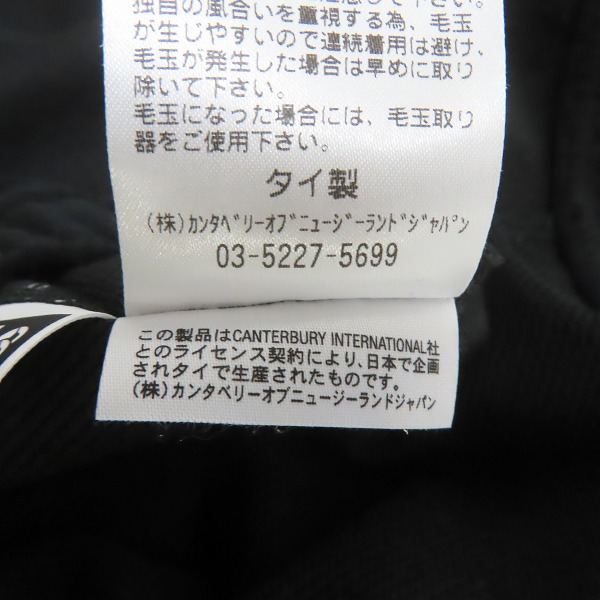 独自の風合いを重視する為、毛玉
が生じやすいので連続着用は避け、
毛玉が発生した場合は早めに取り
除いて下さい。
毛玉になった場合には、毛玉取り
器をご使用下さい。
タイ製
(株)ｶﾝﾀﾍﾞﾘｰｵﾌﾞﾆｭｰｼﾞｰﾗﾝﾄﾞｼﾞｬﾊﾟﾝ
03-5227-5699
この製品はCANTERBURY INTERNATIONAL社
とのライセンス契約により、日本で企画
されタイで生産されたものです。
(株)カンタベリーオブニュージーランドジャパン